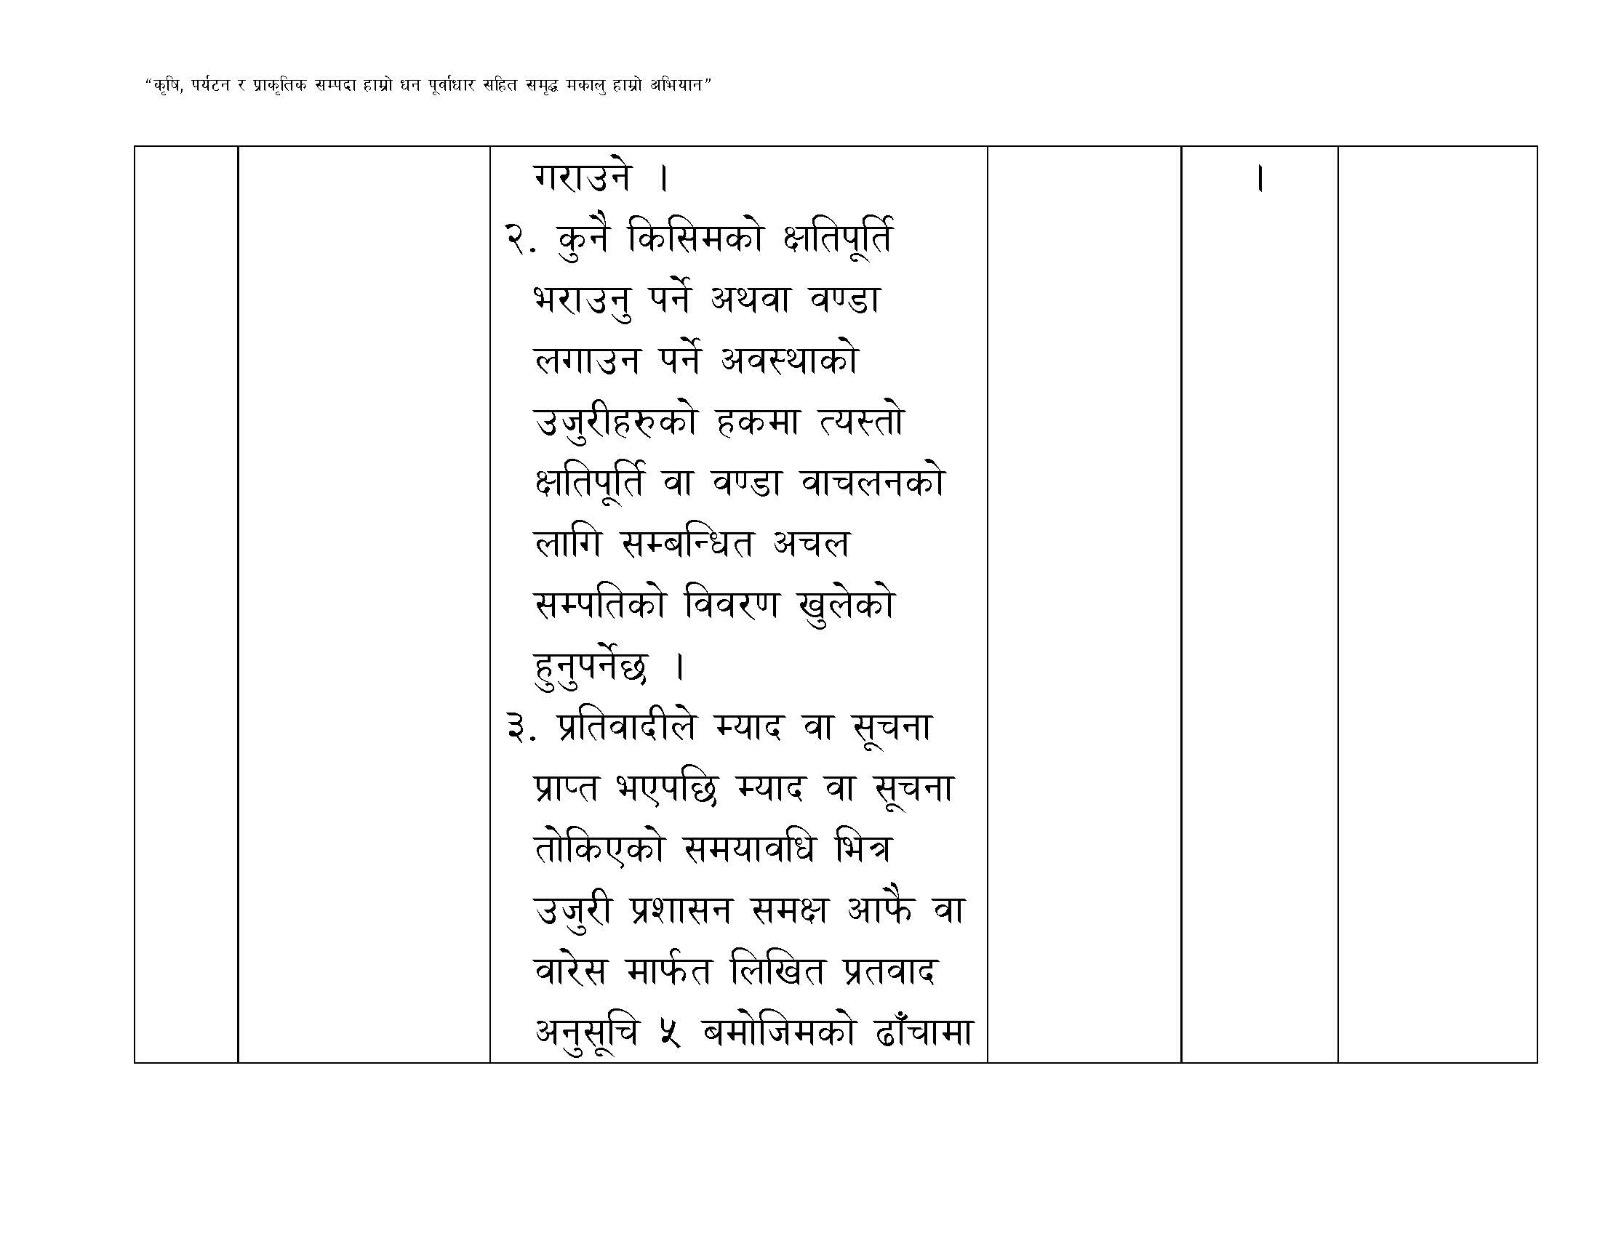 “कृषि, पर्यटन र प्राकृतिक सम्पदा हाम्रो धन पूर्वाधार सहित समृद्ध मकालु हाम्रो अभियान”
गराउने ।
।
२. कुनै किसिमको क्षतिपूर्ति
भराउनु पर्ने अथवा वण्डा
लगाउन पर्ने अवस्थाको
उजुरीहरुको हकमा त्यस्तो
क्षतिपूर्ति वा वण्डा वाचलनको
लागि सम्बन्धित अचल
सम्पतिको विवरण खुलेको
हुनुपर्नेछ ।
३. प्रतिवादीले म्याद वा सूचना
प्राप्त भएपछि म्याद वा सूचना
तोकिएको समयावधि भित्र
उजुरी प्रशासन समक्ष आफै वा
वारेस मार्फत लिखित प्रतवाद
अनुसूचि ५ बमोजिमको ढाँचामा